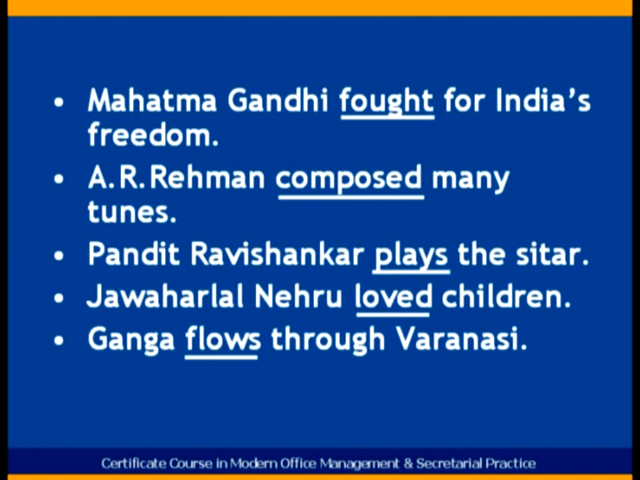 • Mahatma Gandhi fought for India's
freedom.
• A.R.Rehman composed many
tunes.
• Pandit Ravishankar plays the sitar.
• Jawaharlal Nehru loved children.
• Ganga flows through Varanasi.
Certificate Course in Modern Office Management & Secretarial Practice